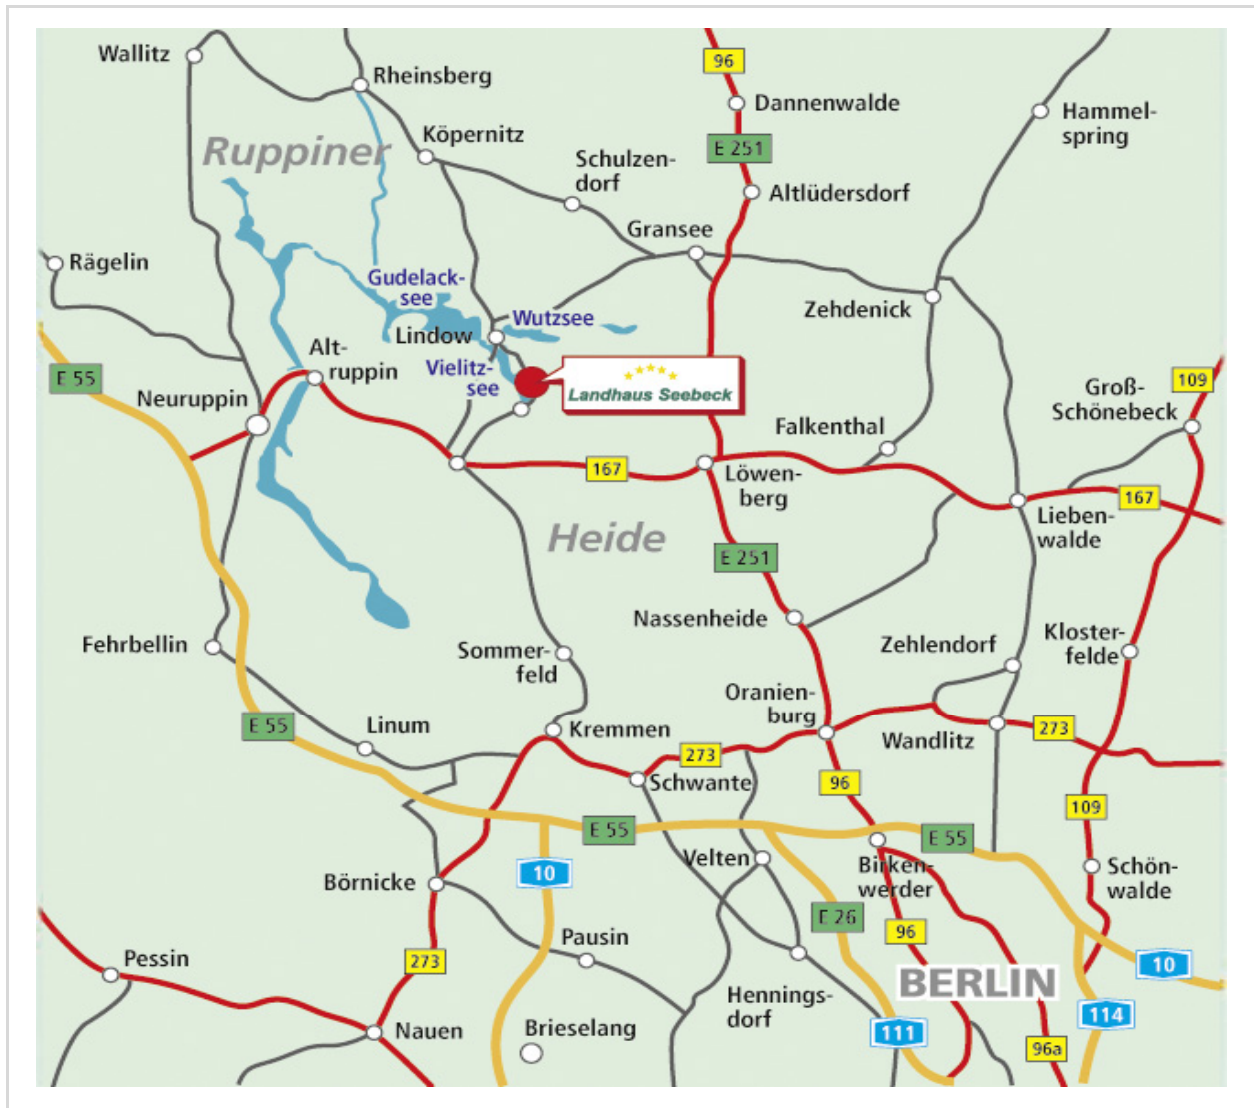 Wallitz
Rheinsberg
96
Dannenwalde
Hammel-
spring
Köpernitz
Ruppiner
E 251
Schulzen-
dorf
Altlüdersdorf
Gransee
Rägelin
Gudelack-
see
Zehdenick
Wutzsee
Lindow
Alt-
ruppin
Vielitz-
see
E 55
Landhaus Seebeck
109
Groß-
Schönebeck
Neuruppin
Falkenthal
167
Löwen-
berg
167
Lieben-
walde
Heide
E 251
Nassenheide
Fehrbellin
Sommer-
feld
Zehlendorf
Kloster-
felde
Oranien-
burg
E 55
Linum
Kremmen
Wandlitz
273
273
Schwante
96
109
E 55
E 55
Velten
Birken-
werder
10
Börnicke
Schön-
walde
E 26
96
Pausin
Pessin
273
10
BERLIN
Hennings-
dorf
114
Nauen
Brieselang
111
96a